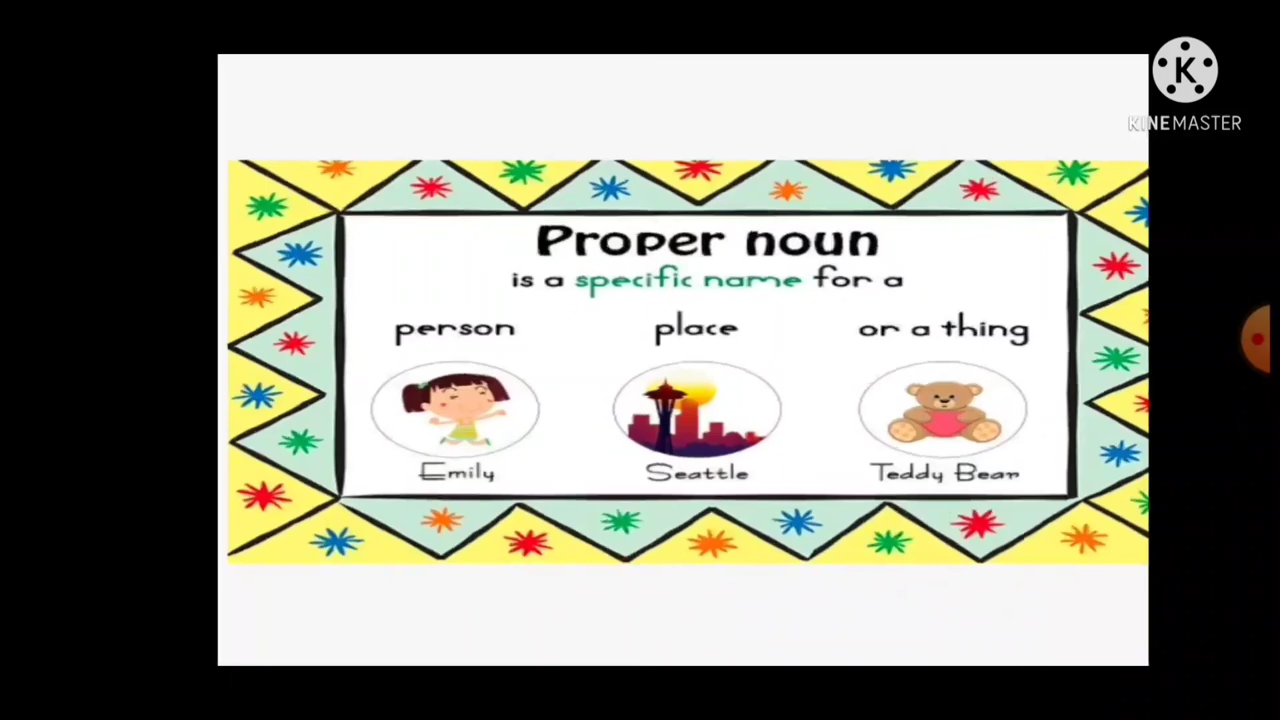 K
KINEMASTER
Proper noun
is a specific name for a
person place or a thing
Emily Seattle Teddy Bear